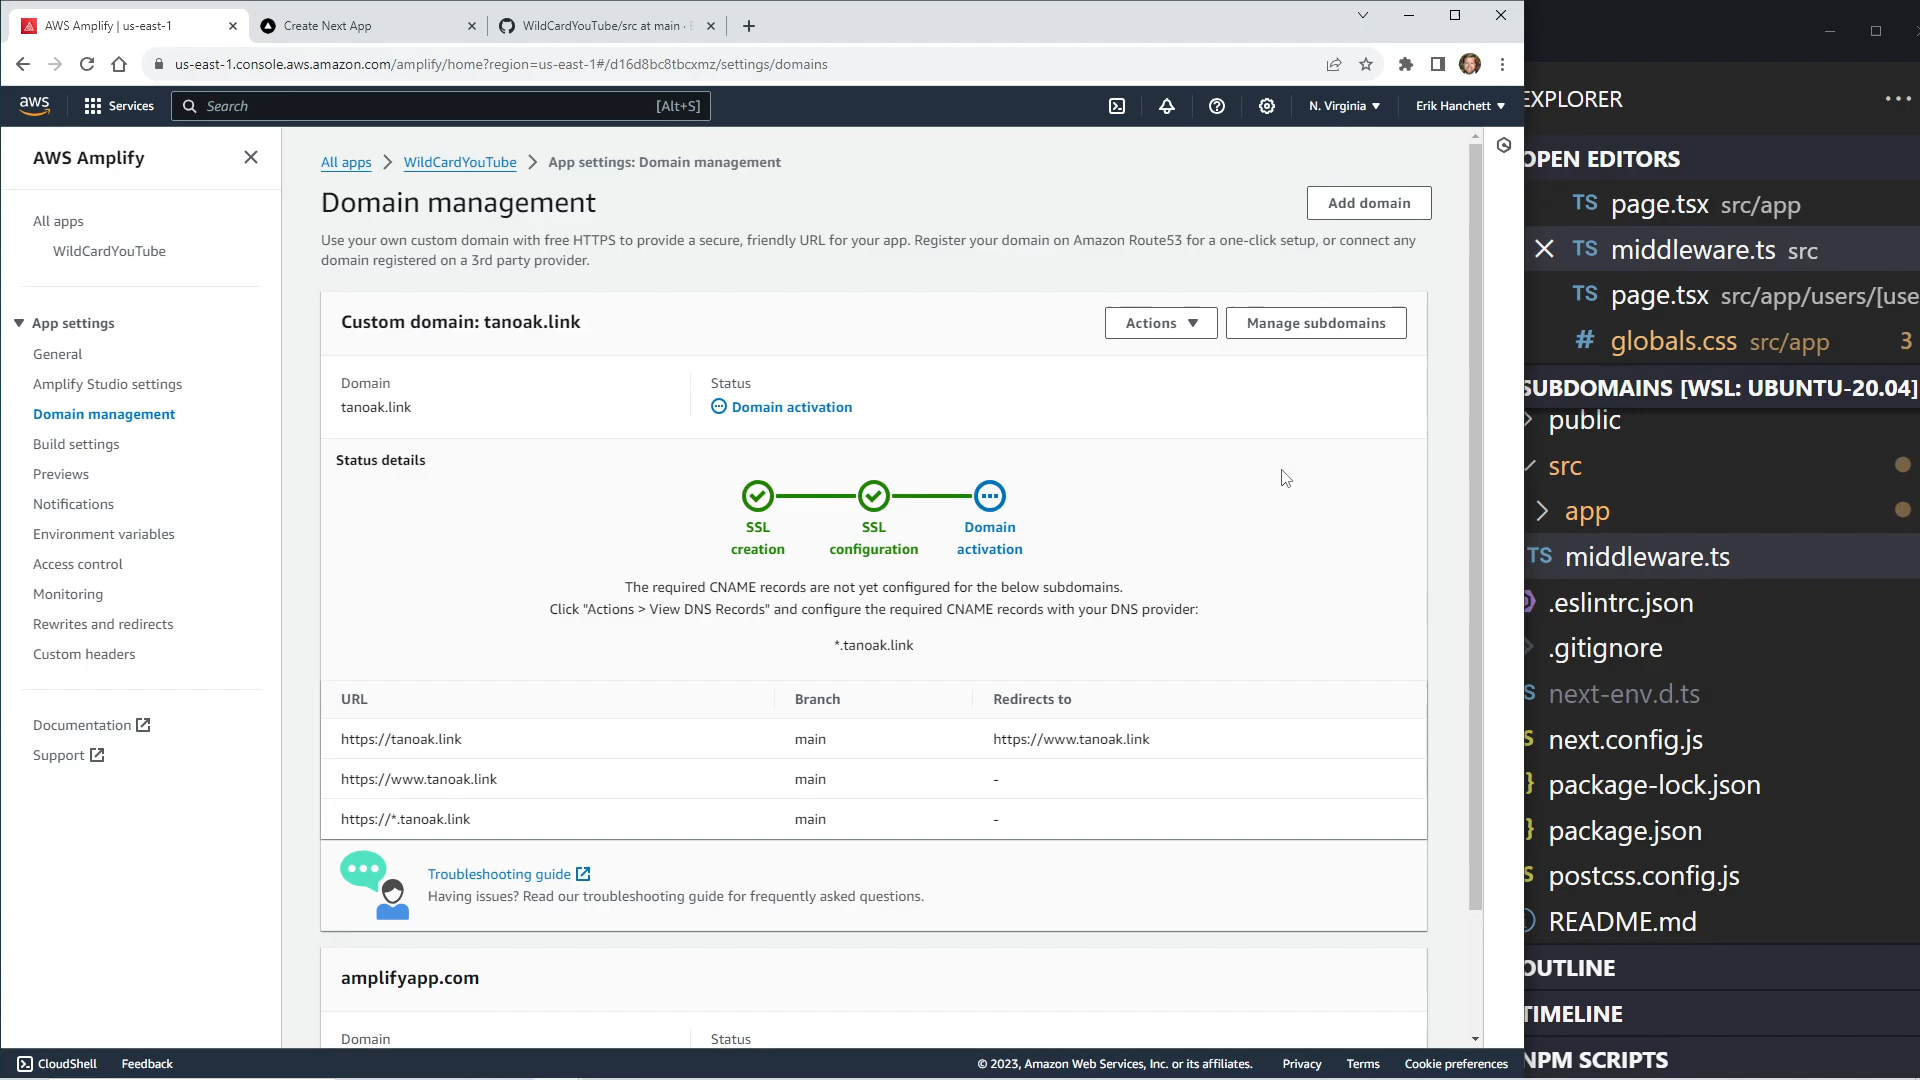 AWS Amplify | us-east-1
Create Next App
WildCardYouTube/src at main ·
us-east-1.console.aws.amazon.com/amplify/home?region=us-east-1#/d16d8bc8tbcxmz/settings/domains
aws
Services
Search
[Alt+S]
N. Virginia
Erik Hanchett
AWS Amplify
All apps
WildCardYouTube
App settings
General
Amplify Studio settings
Domain management
Build settings
Previews
Notifications
Environment variables
Access control
Monitoring
Rewrites and redirects
Custom headers
Documentation
Support
All apps
WildCardYouTube
App settings: Domain management
Domain management
Add domain
Use your own custom domain with free HTTPS to provide a secure, friendly URL for your app. Register your domain on Amazon Route53 for a one-click setup, or connect any
domain registered on a 3rd party provider.
Custom domain: tanoak.link
Actions
Manage subdomains
Domain
tanoak.link
Status
Domain activation
Status details
SSL
creation
SSL
configuration
Domain
activation
The required CNAME records are not yet configured for the below subdomains.
Click "Actions > View DNS Records" and configure the required CNAME records with your DNS provider:
*.tanoak.link
URL
Branch
Redirects to
https://tanoak.link
main
https://www.tanoak.link
https://www.tanoak.link
main
-
https://*.tanoak.link
main
-
Troubleshooting guide
Having issues? Read our troubleshooting guide for frequently asked questions.
amplifyapp.com
Domain
Status
CloudShell
Feedback
© 2023, Amazon Web Services, Inc. or its affiliates.
Privacy
Terms
Cookie preferences
EXPLORER
OPEN EDITORS
TS page.tsx src/app
TS middleware.ts src
TS page.tsx src/app/users/[use
# globals.css src/app 3
SUBDOMAINS [WSL: UBUNTU-20.04]
public
src
app
TS middleware.ts
.eslintrc.json
.gitignore
next-env.d.ts
next.config.js
package-lock.json
package.json
postcss.config.js
README.md
OUTLINE
TIMELINE
NPM SCRIPTS